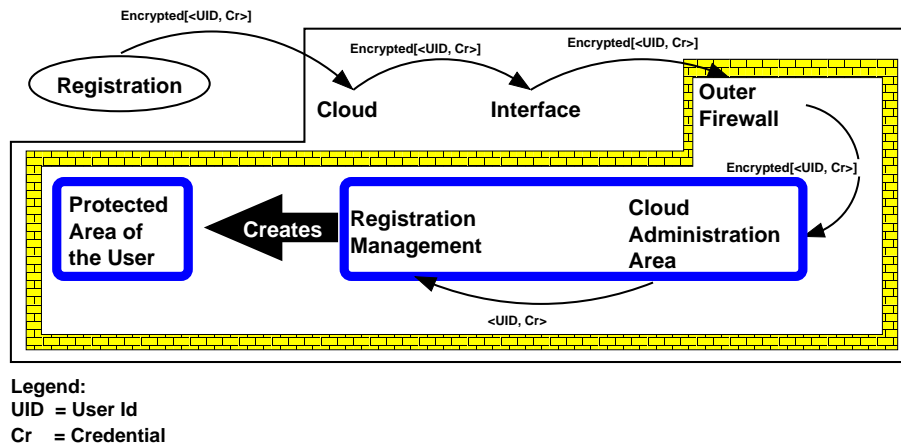 Encrypted[<UID, Cr>]
Encrypted[<UID, Cr>]
Encrypted[<UID, Cr>]
Registration
Cloud
Interface
Outer
Firewall
Encrypted[<UID, Cr>]
Protected
Area of
the User
Creates
Registration
Management
Cloud
Administration
Area
<UID, Cr>
Legend:
UID = User Id
Cr = Credential